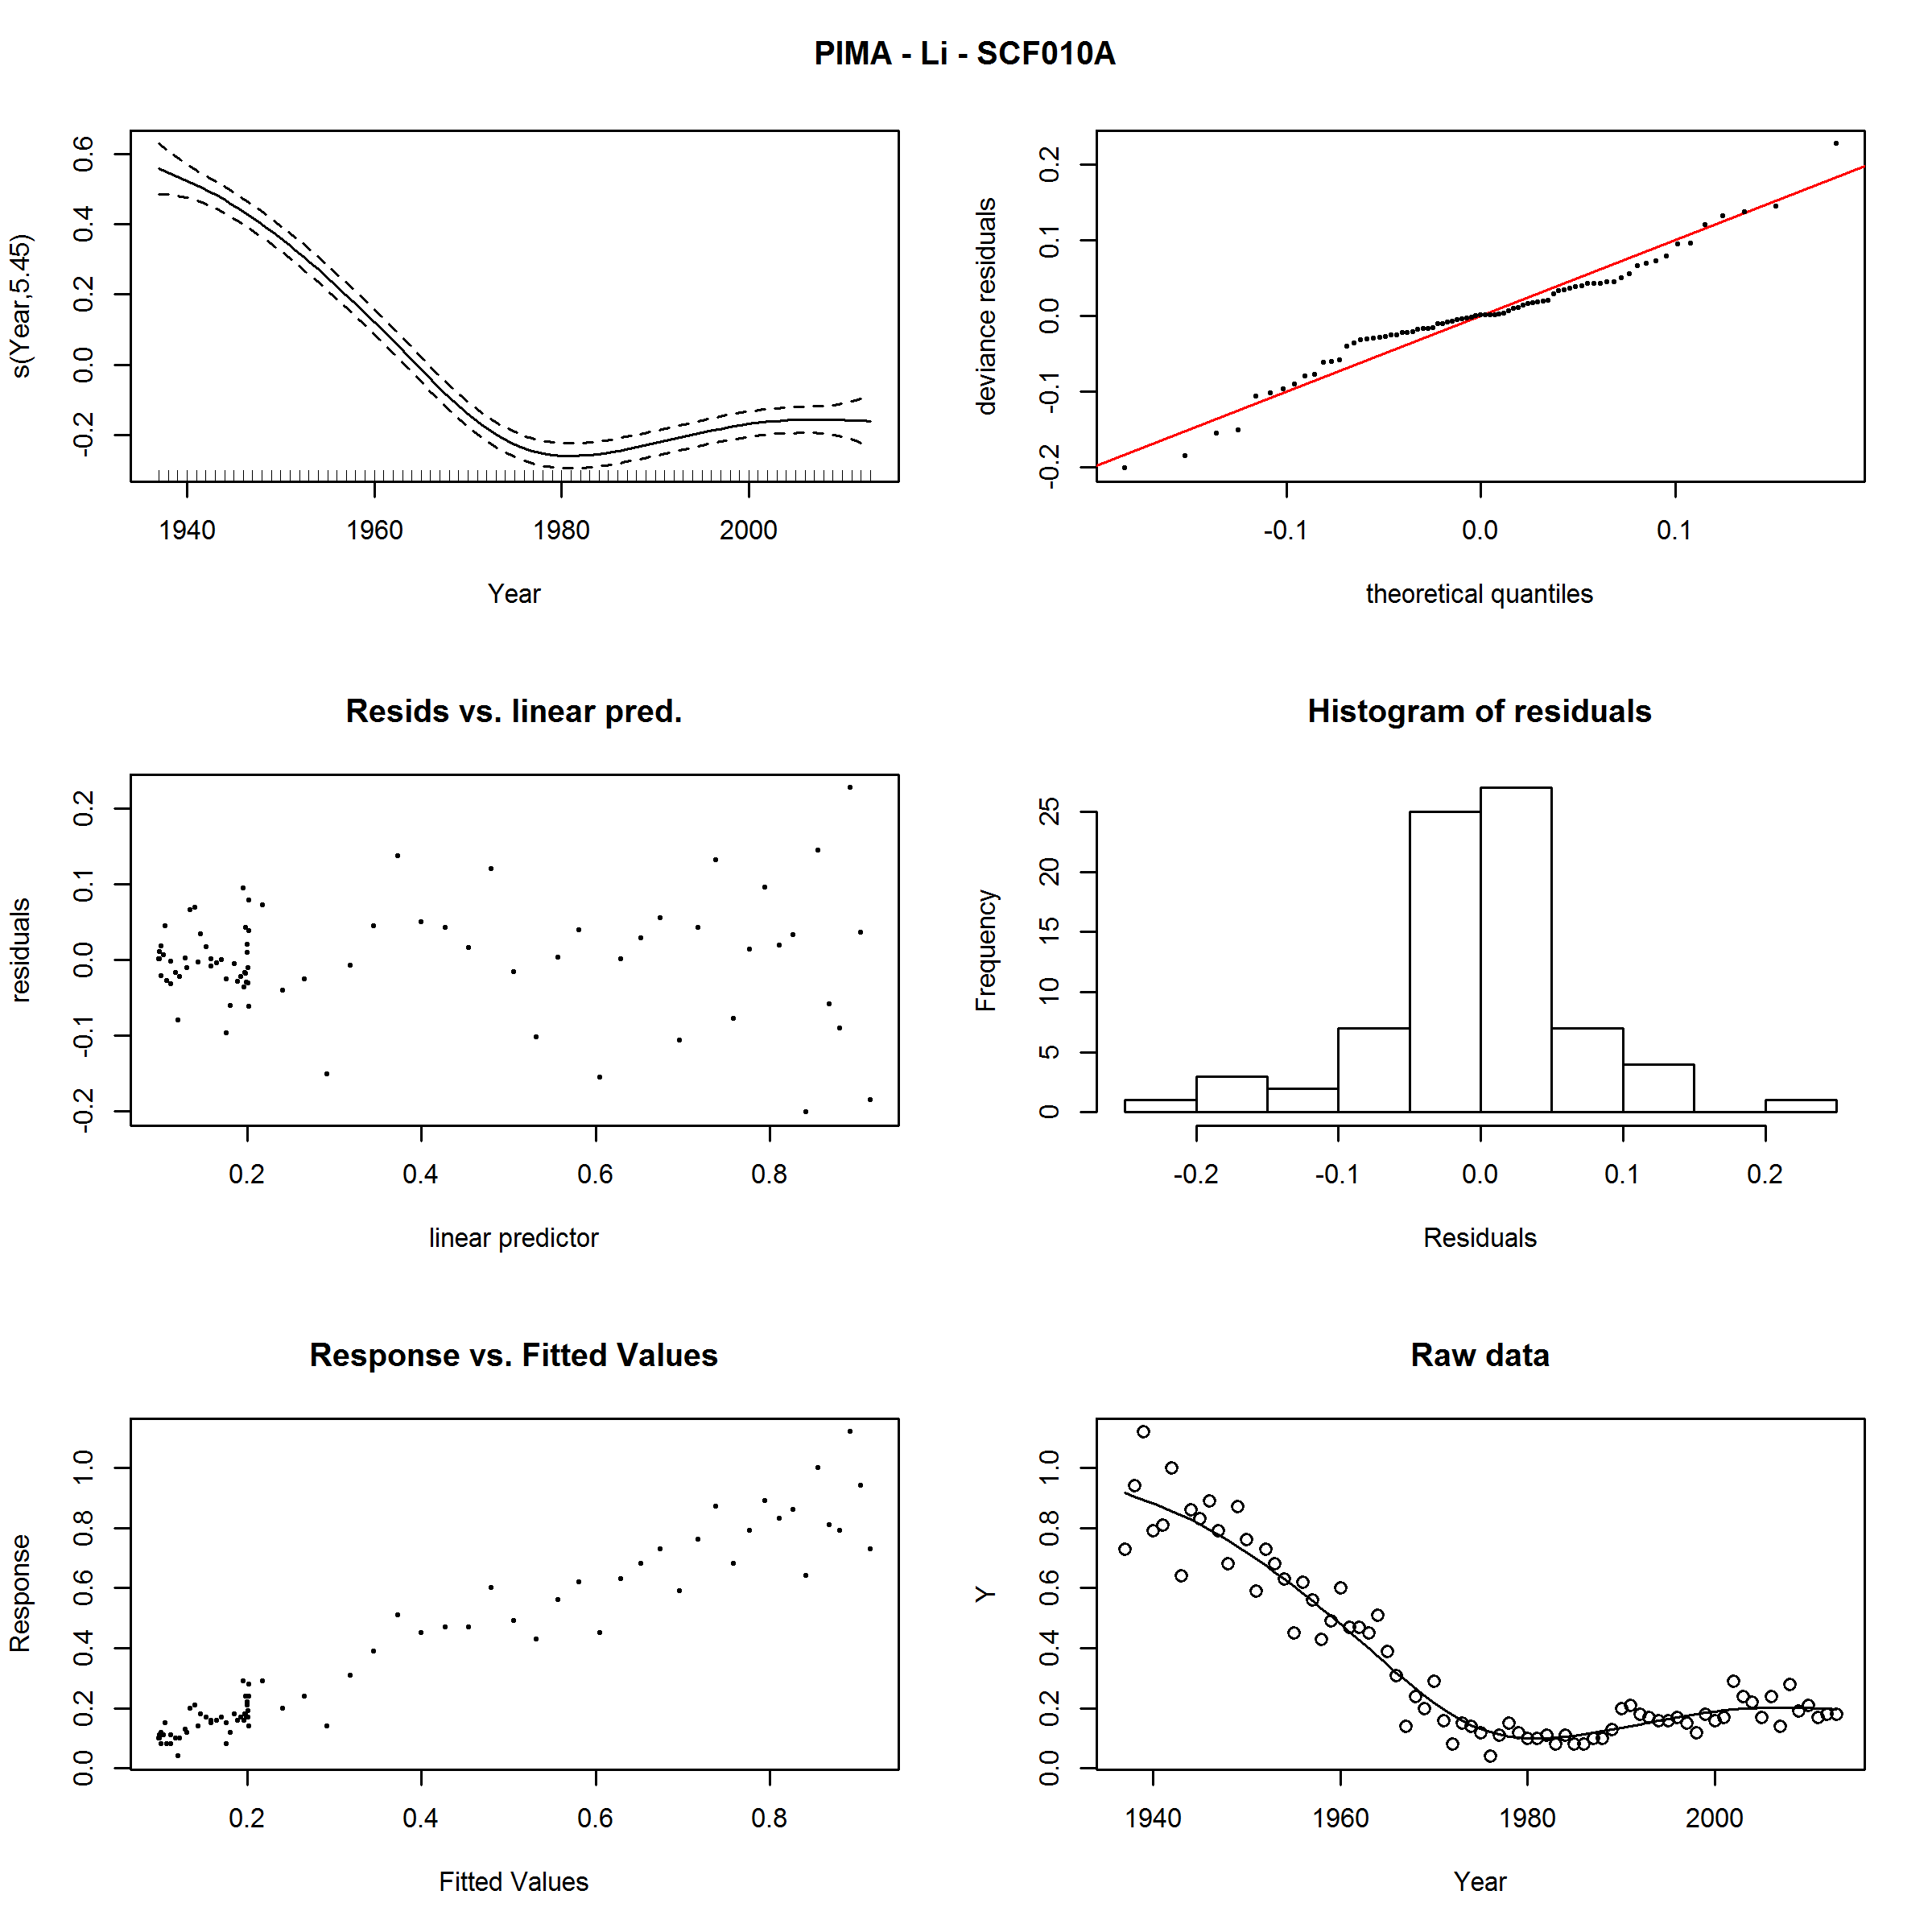 PIMA - Li - SCF010A
s(Year,5.45)
0.6
0.4
0.2
0.0
-0.2
1940 1960 1980 2000
Year
deviance residuals
0.2
0.1
0.0
-0.1
-0.2
-0.1 0.0 0.1
theoretical quantiles
Resids vs. linear pred.
residuals
0.2
0.1
0.0
-0.1
-0.2
0.2 0.4 0.6 0.8
linear predictor
Histogram of residuals
Frequency
25
20
15
10
5
0
-0.2 -0.1 0.0 0.1 0.2
Residuals
Response vs. Fitted Values
Response
1.0
0.8
0.6
0.4
0.2
0.0
0.2 0.4 0.6 0.8
Fitted Values
Raw data
Y
1.0
0.8
0.6
0.4
0.2
0.0
1940 1960 1980 2000
Year